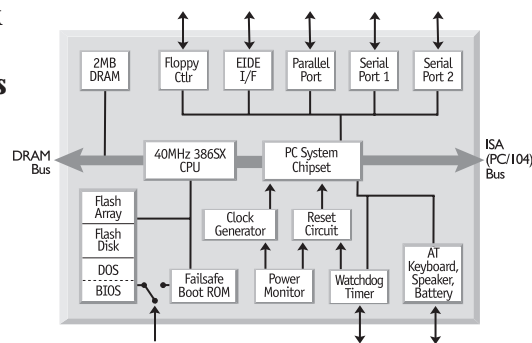 s
2MB
DRAM
Floppy
Ctlr
EIDE
I/F
Parallel
Port
Serial
Port 1
Serial
Port 2
DRAM
Bus
40MHz 386SX
CPU
PC System
Chipset
ISA
(PC/104)
Bus
Flash
Array
Flash
Disk
DOS
BIOS
Clock
Generator
Reset
Circuit
Failsafe
Boot ROM
Power
Monitor
Watchdog
Timer
AT
Keyboard,
Speaker,
Battery